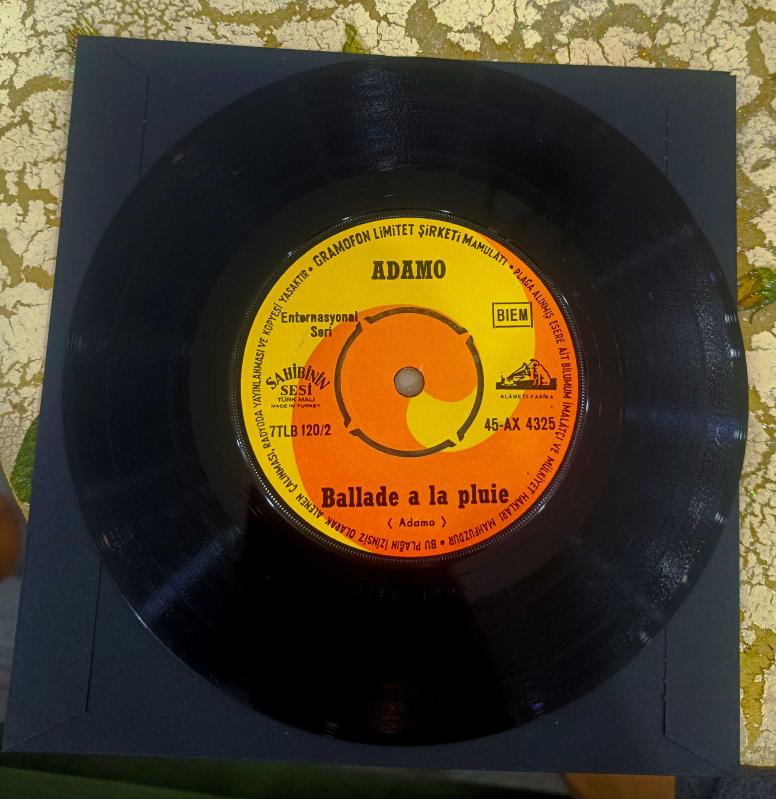 GRAMOFON LİMİTET ŞİRKETİ MAMULATI • PLAĞA ALINMIŞ ESERE AİT BİLUMUM İMALATÇI VE MÜLKİYET HAKLARI MAHFUZDUR • BU PLAĞIN İZİNSİZ OLARAK ALENEN ÇALINMASI, RADYODA YAYINLANMASI VE KOPYESİ YASAKTIR •
ADAMO
Enternasyonal
Seri
BIEM
SAHİBİNİN
SESİ
TÜRK MALI
MADE IN TURKEY
ALÂMETİ FARİKA
7TLB 120/2
45-AX 4325
Ballade a la pluie
( Adamo )